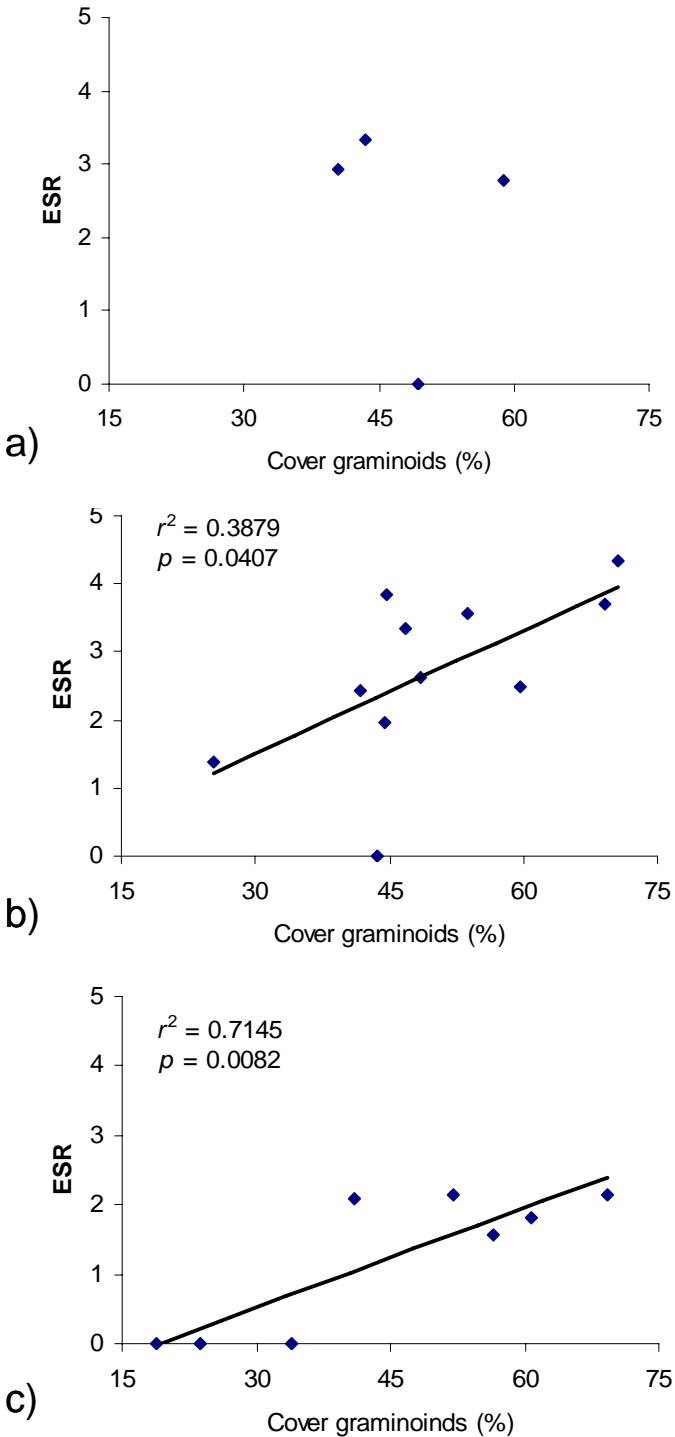 5
4
3
2
1
0
ESR
15 30 45 60 75
Cover graminoids (%)
a)
5
4
3
2
1
0
ESR
r² = 0.3879
p = 0.0407
15 30 45 60 75
Cover graminoids (%)
b)
5
4
3
2
1
0
ESR
r² = 0.7145
p = 0.0082
15 30 45 60 75
Cover graminoinds (%)
c)